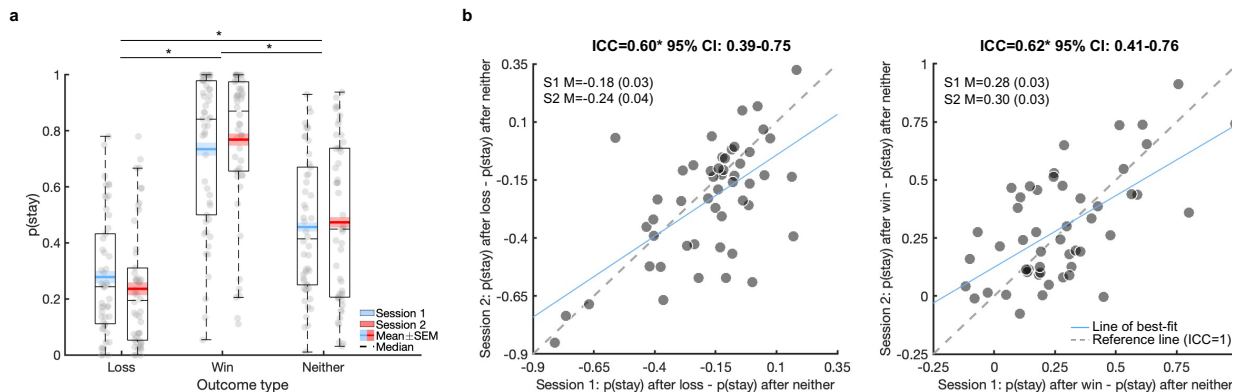 a
b
*
*
*
p(stay)
1
0.8
0.6
0.4
0.2
0
Loss
Win
Neither
Outcome type
Session 1
Session 2
Mean±SEM
Median
ICC=0.60* 95% CI: 0.39-0.75
S1 M=-0.18 (0.03)
S2 M=-0.24 (0.04)
Session 2: p(stay) after loss - p(stay) after neither
0.35
0.1
-0.15
-0.4
-0.65
-0.9
-0.9
-0.65
-0.4
-0.15
0.1
0.35
Session 1: p(stay) after loss - p(stay) after neither
ICC=0.62* 95% CI: 0.41-0.76
S1 M=0.28 (0.03)
S2 M=0.30 (0.03)
Session 2: p(stay) after win - p(stay) after neither
1
0.75
0.5
0.25
0
-0.25
-0.25
0
0.25
0.5
0.75
Line of best-fit
Reference line (ICC=1)
Session 1: p(stay) after win - p(stay) after neither